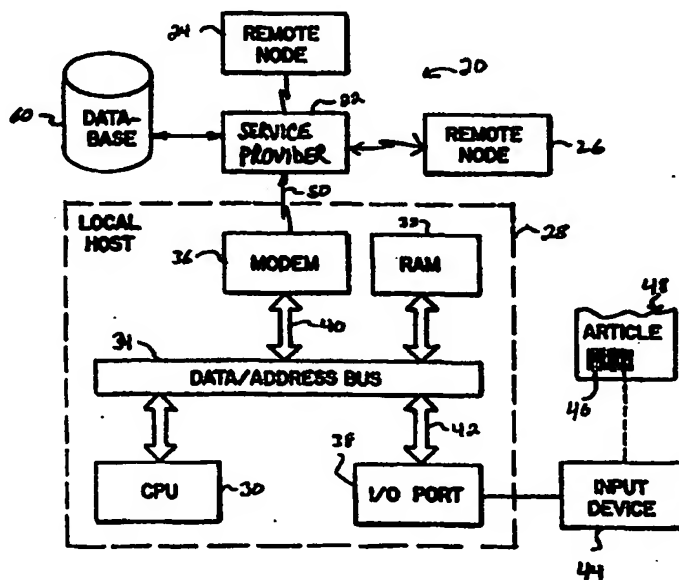 24
REMOTE
NODE
20
60
DATA-
BASE
22
SERVICE
PROVIDER
REMOTE
NODE
26
50
LOCAL
HOST
28
36
MODEM
RAM
40
48
ARTICLE
46
34
DATA/ADDRESS BUS
42
38
CPU
30
I/O PORT
INPUT
DEVICE
44